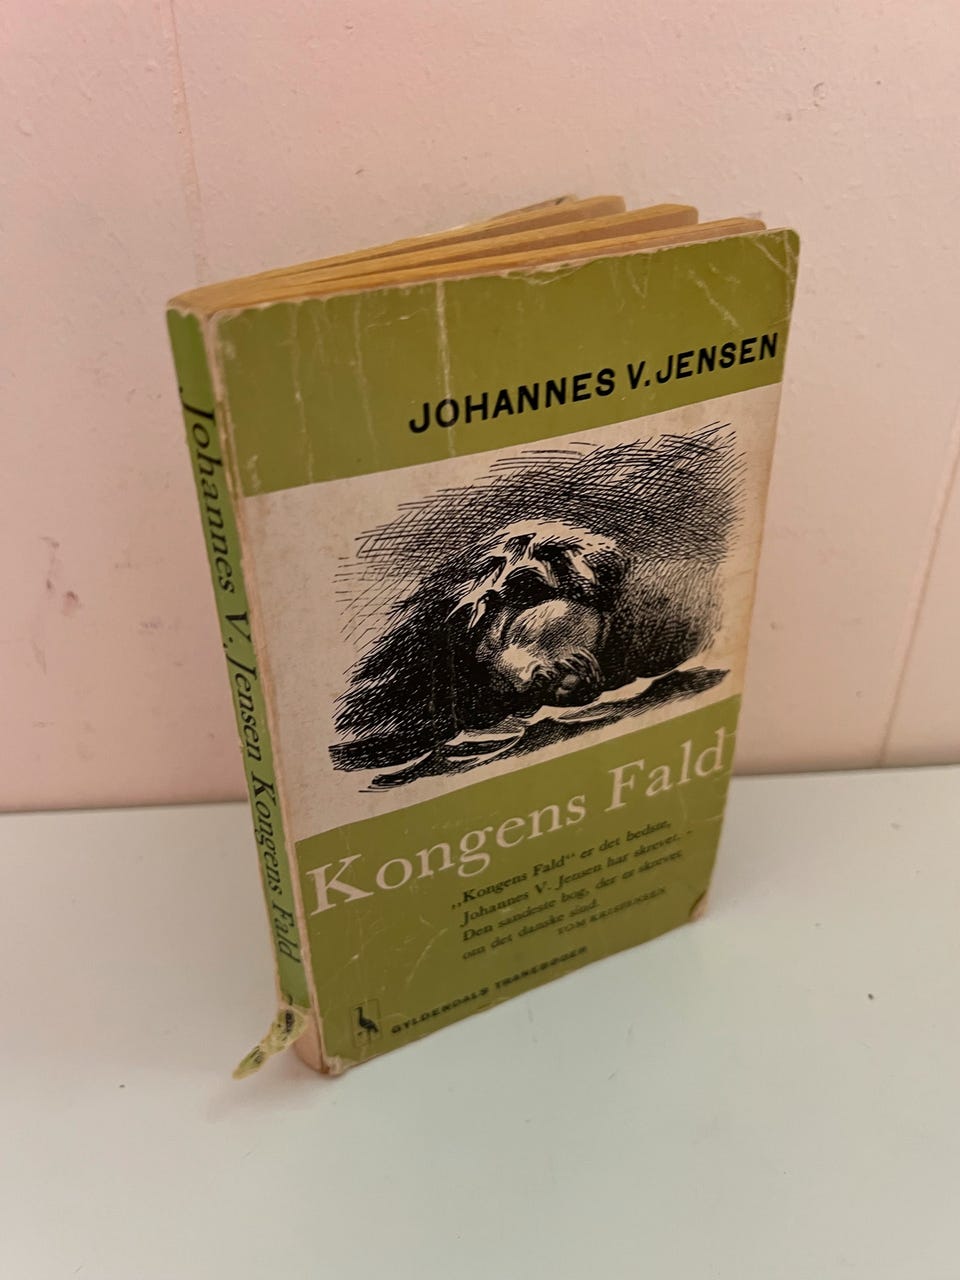 JOHANNES V. JENSEN
Kongens Fald
„Kongens Fald“ er det bedste,
Johannes V. Jensen har skrevet. -
Den sandeste bog, der er skrevet
om det danske sind.
TOM KRISTENSEN
GYLDENDALS TRANEBØGER
Johannes V. Jensen Kongens Fald